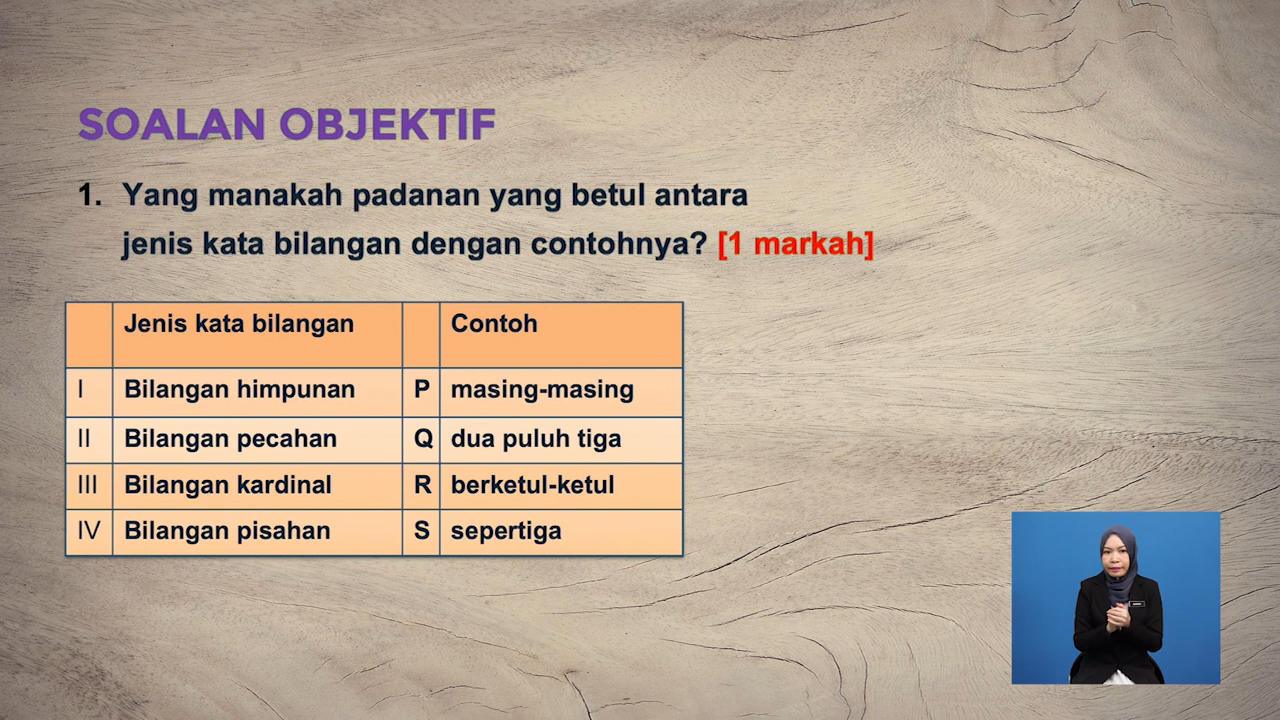 SOALAN OBJEKTIF
1. Yang manakah padanan yang betul antara
jenis kata bilangan dengan contohnya? [1 markah]
Jenis kata bilangan Contoh
I Bilangan himpunan P masing-masing
II Bilangan pecahan Q dua puluh tiga
III Bilangan kardinal R berketul-ketul
IV Bilangan pisahan S sepertiga